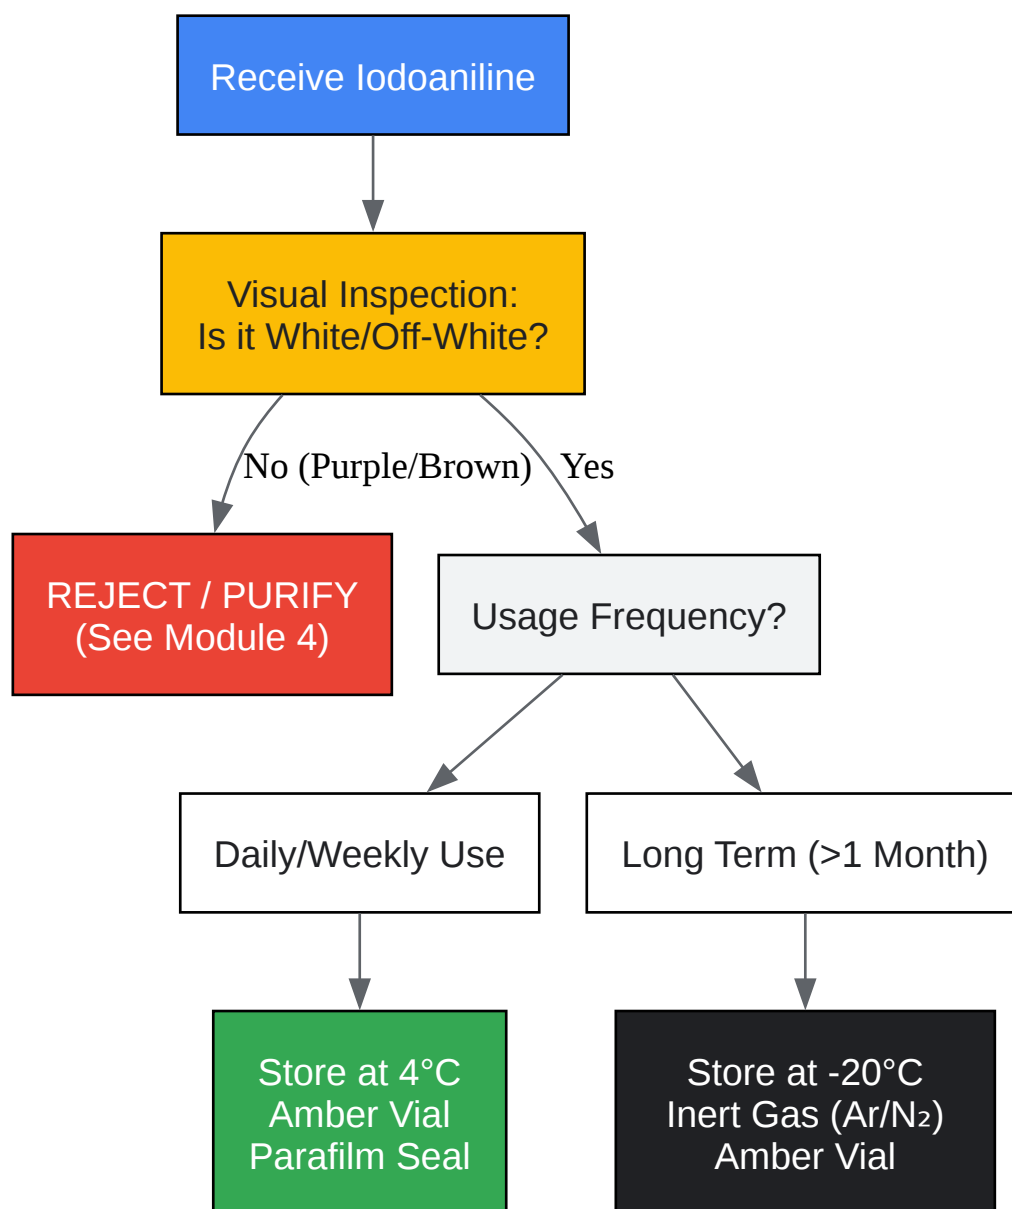 Receive Iodoaniline
Visual Inspection:
Is it White/Off-White?
No (Purple/Brown)
Yes
REJECT / PURIFY
(See Module 4)
Usage Frequency?
Daily/Weekly Use
Long Term (>1 Month)
Store at 4°C
Amber Vial
Parafilm Seal
Store at -20°C
Inert Gas (Ar/N₂)
Amber Vial